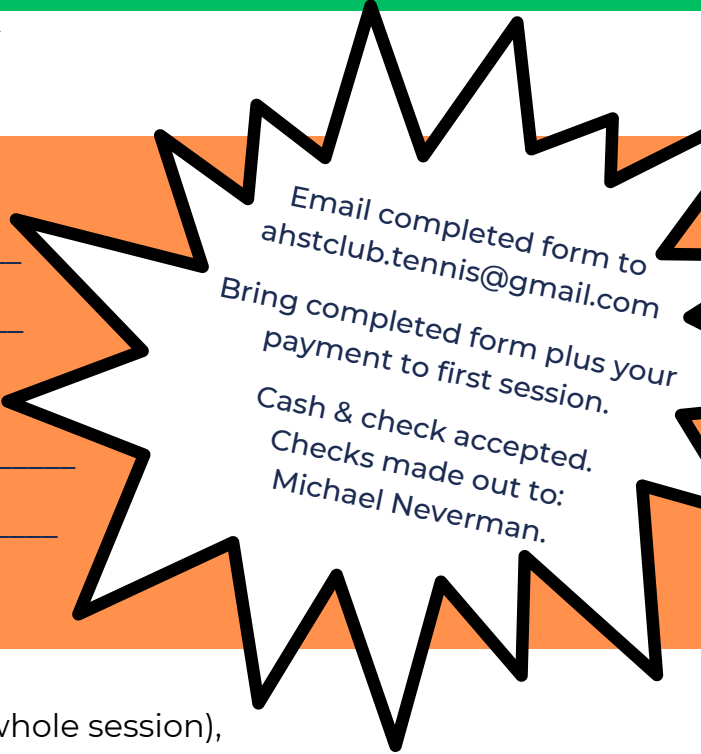 Email completed form to
ahstclub.tennis@gmail.com
Bring completed form plus your
payment to first session.
Cash & check accepted.
Checks made out to:
Michael Neverman.
whole session),